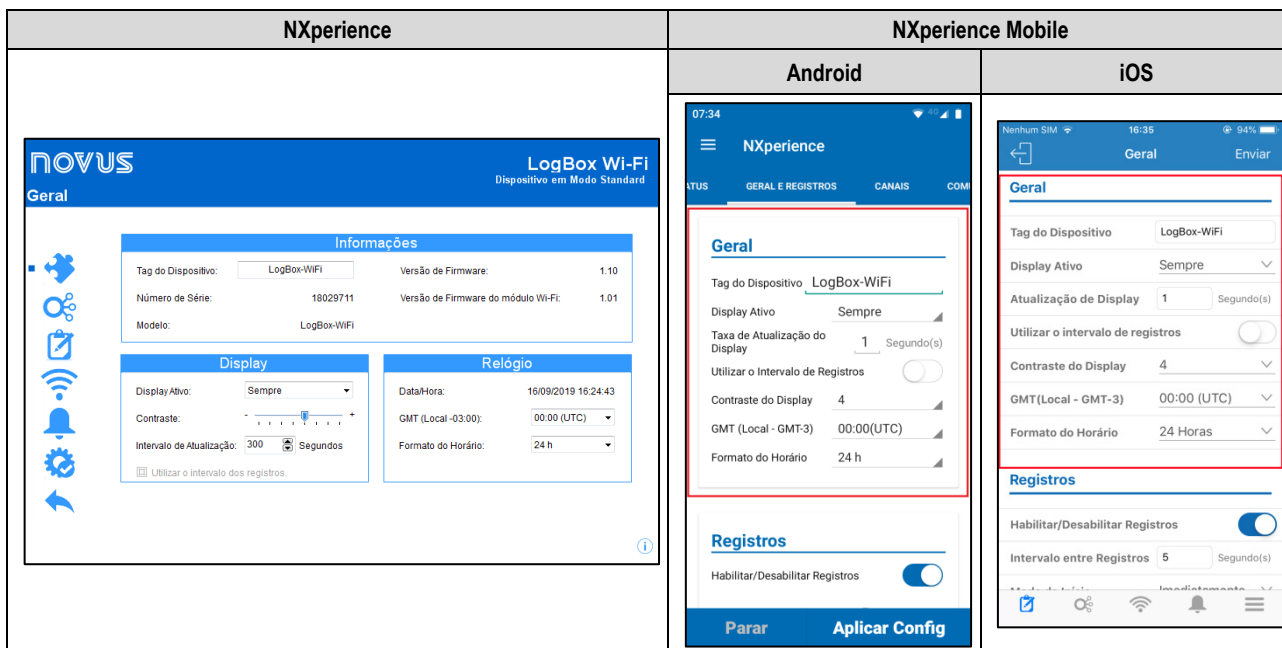 NXperience
NXperience Mobile
Android
iOS
NOVUS
LogBox Wi-Fi
Dispositivo em Modo Standard
Geral
Informações
Tag do Dispositivo: LogBox-WiFi Versão de Firmware: 1.10
Número de Série: 18029711 Versão de Firmware do módulo Wi-Fi: 1.01
Modelo: LogBox-WiFi
Display
Display Ativo: Sempre
Contraste: - +
Intervalo de Atualização: 300 Segundos
Utilizar o intervalo dos registros.
Relógio
Data/Hora: 16/09/2019 16:24:43
GMT (Local -03:00): 00:00 (UTC)
Formato do Horário: 24 h
07:34 4G
NXperience
ATUS GERAL E REGISTROS CANAIS COM
Geral
Tag do Dispositivo LogBox-WiFi
Display Ativo Sempre
Taxa de Atualização do
Display 1 Segundo(s)
Utilizar o Intervalo de Registros
Contraste do Display 4
GMT (Local - GMT-3) 00:00(UTC)
Formato do Horário 24 h
Registros
Habilitar/Desabilitar Registros
Parar Aplicar Config
Nenhum SIM 16:35 94%
Geral Enviar
Geral
Tag do Dispositivo LogBox-WiFi
Display Ativo Sempre
Atualização de Display 1 Segundo(s)
Utilizar o intervalo de registros
Contraste do Display 4
GMT(Local - GMT-3) 00:00 (UTC)
Formato do Horário 24 Horas
Registros
Habilitar/Desabilitar Registros
Intervalo entre Registros 5 Segundo(s)